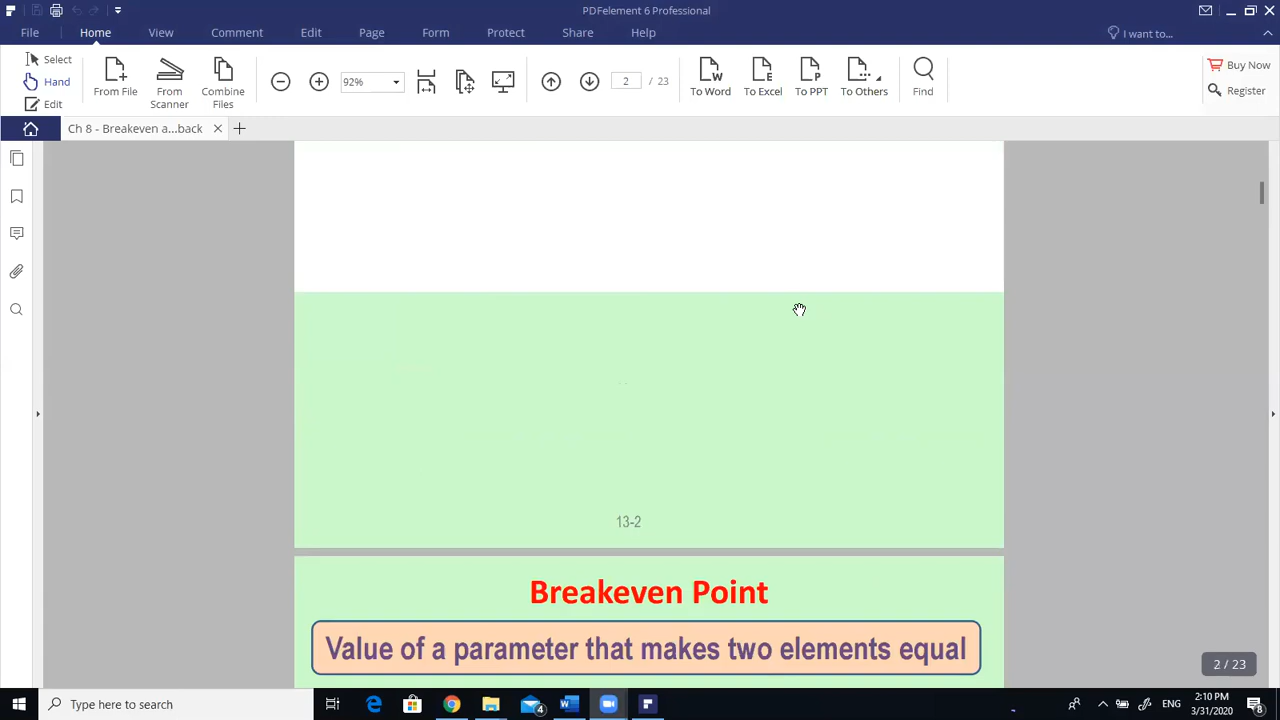 PDFelement 6 Professional
File Home View Comment Edit Form Page Protect Share Help I want to...
Select
Hand
Edit
From File
From Scanner
Combine Files
92%
2 / 23
To Word
To Excel
To PPT
To Others
Find
Buy Now
Register
Ch 8 - Breakeven a...back
13-2
Breakeven Point
Value of a parameter that makes two elements equal
2 / 23
Type here to search
4
ENG
2:10 PM
3/31/2020
8